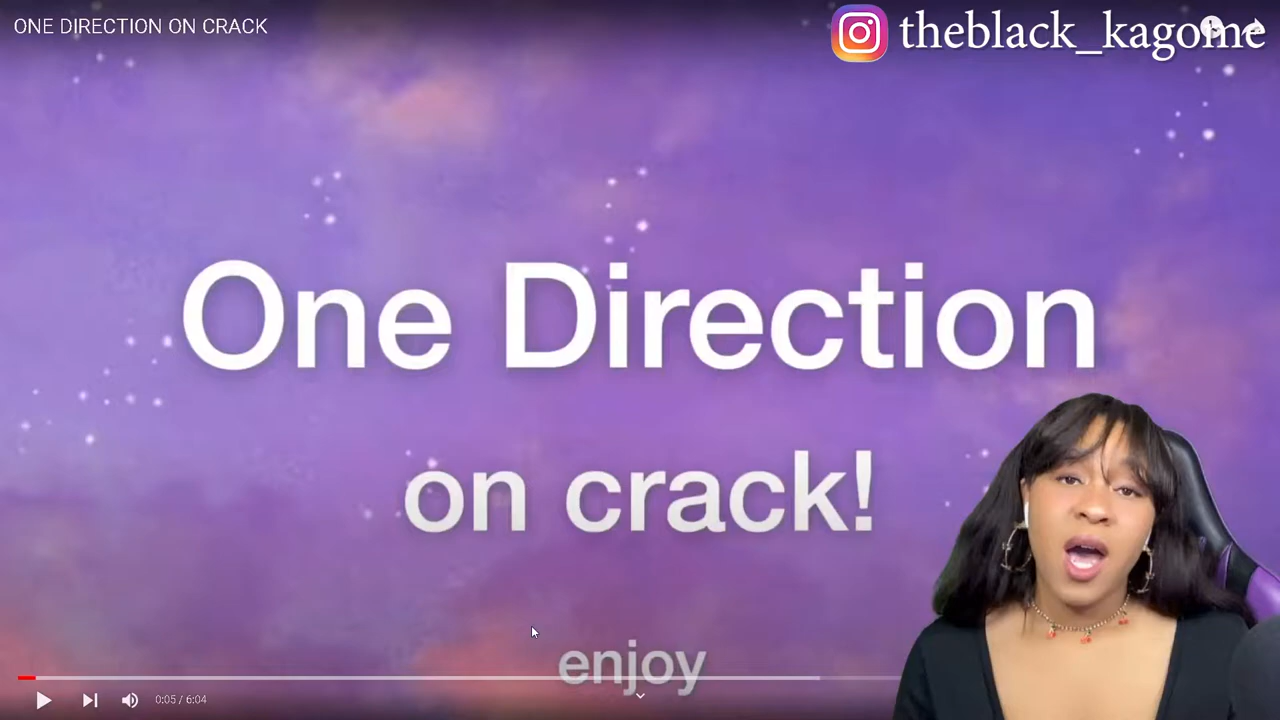 ONE DIRECTION ON CRACK
theblack_kagome
One Direction
on crack!
enjoy
0:05 / 6:04